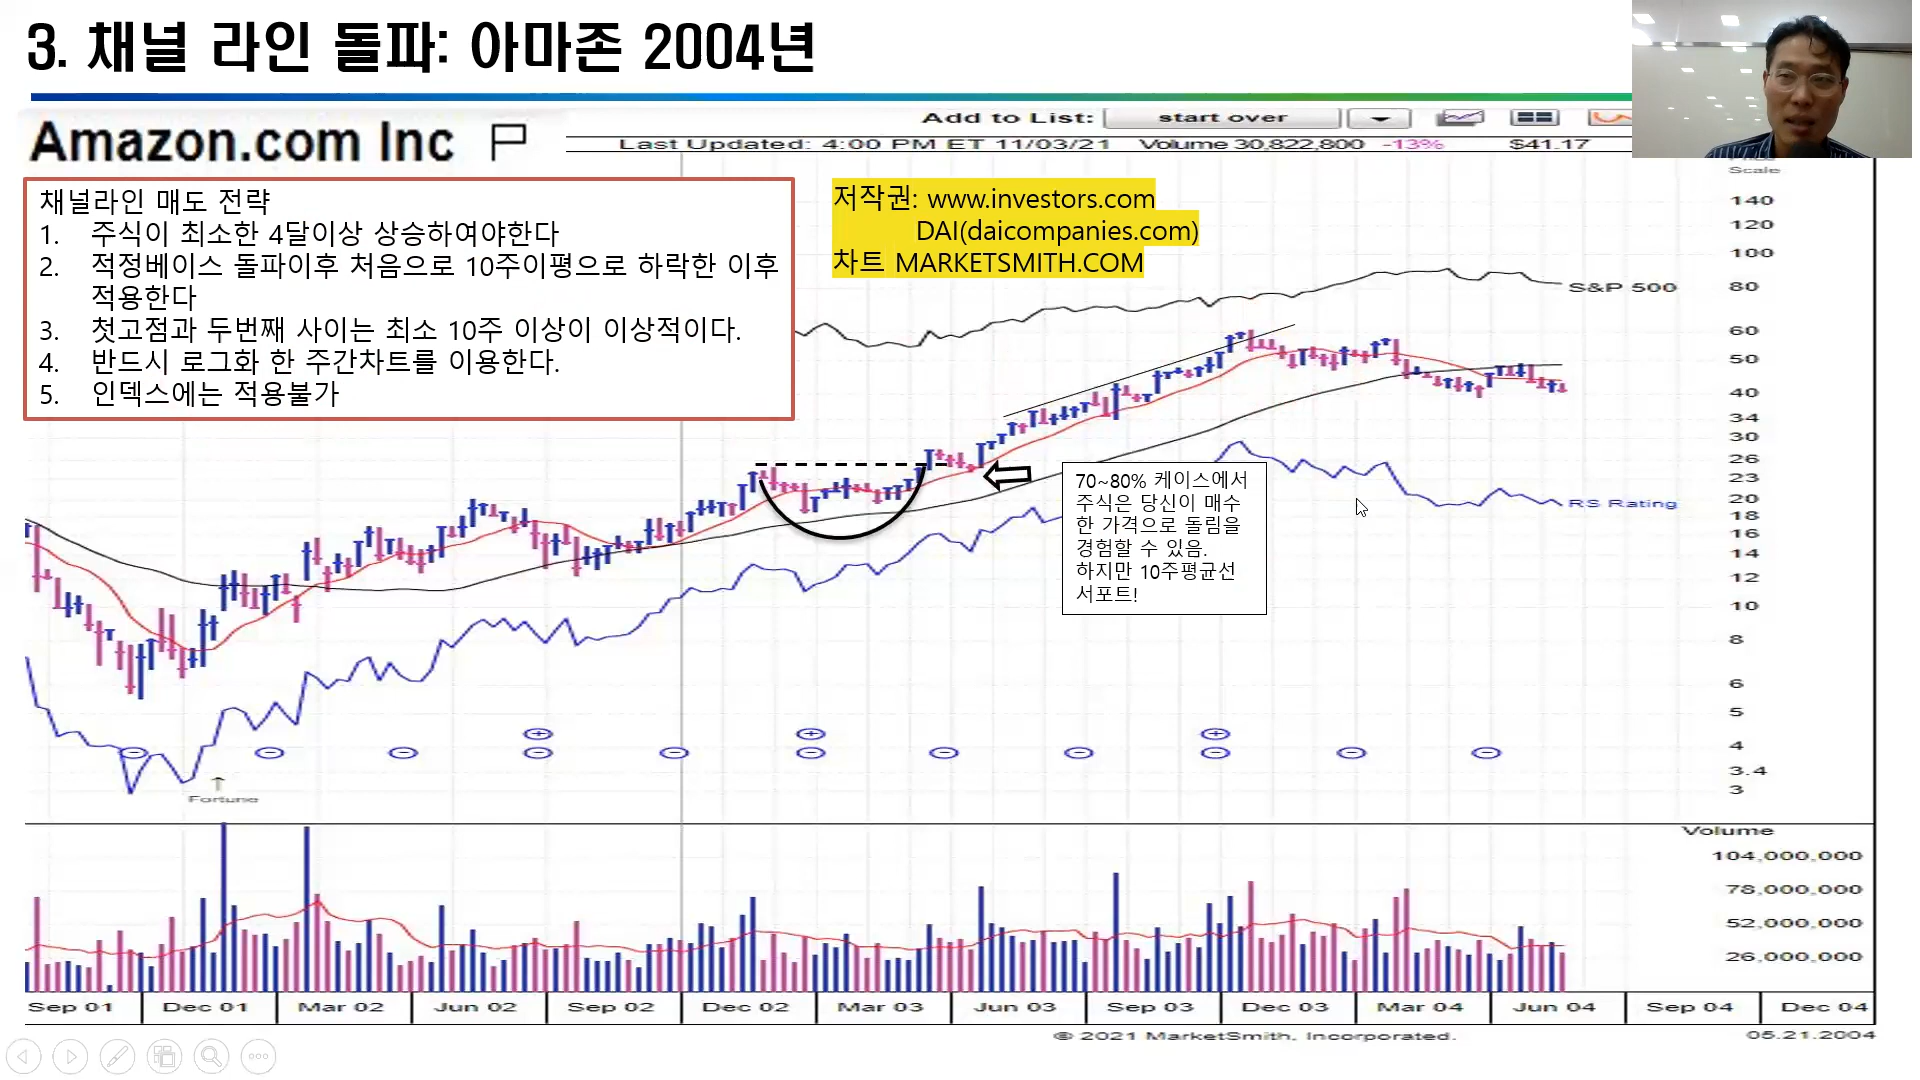 3. 채널 라인 돌파: 아마존 2004년
Add to List: start over
Amazon.com Inc
Last Updated: 4:00 PM ET 11/03/21 Volume 30,822,800 -13% $41.17
Scale
채널라인 매도 전략
1. 주식이 최소한 4달이상 상승하여야한다
2. 적정베이스 돌파이후 처음으로 10주이평으로 하락한 이후
적용한다
3. 첫고점과 두번째 사이는 최소 10주 이상이 이상적이다.
4. 반드시 로그화 한 주간차트를 이용한다.
5. 인덱스에는 적용불가
저작권: www.investors.com
DAI(daicompanies.com)
차트 MARKETSMITH.COM
140
120
100
S&P 500
80
60
50
40
34
30
26
23
20
18
16
14
12
10
8
6
5
4
3.4
3
RS Rating
70~80% 케이스에서
주식은 당신이 매수
한 가격으로 돌림을
경험할 수 있음.
하지만 10주평균선
서포트!
Fortune
Volume
104,000,000
78,000,000
52,000,000
26,000,000
Sep 01 Dec 01 Mar 02 Jun 02 Sep 02 Dec 02 Mar 03 Jun 03 Sep 03 Dec 03 Mar 04 Jun 04 Sep 04 Dec 04
© 2021 MarketSmith, Incorporated.
05.21.2004